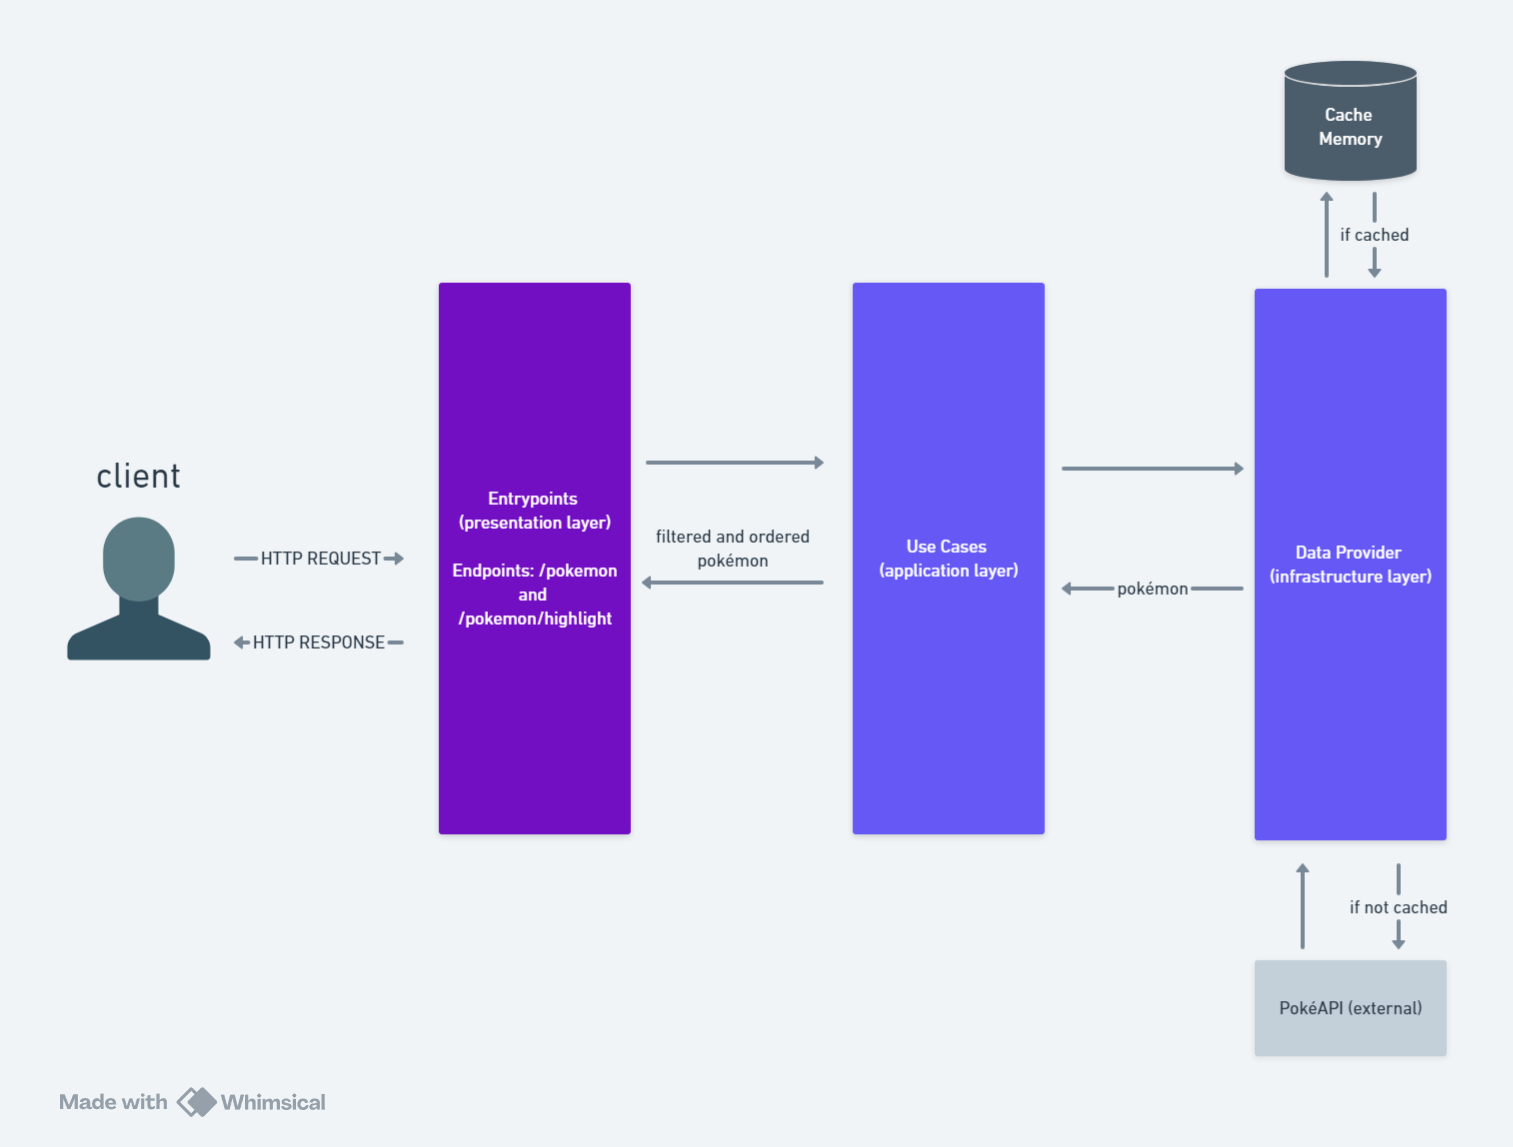 Cache
Memory
if cached
client
HTTP REQUEST
HTTP RESPONSE
Entrypoints
(presentation layer)
Endpoints: /pokemon
and
/pokemon/highlight
filtered and ordered
pokémon
Use Cases
(application layer)
pokémon
Data Provider
(infrastructure layer)
if not cached
PokéAPI (external)
Made with Whimsical